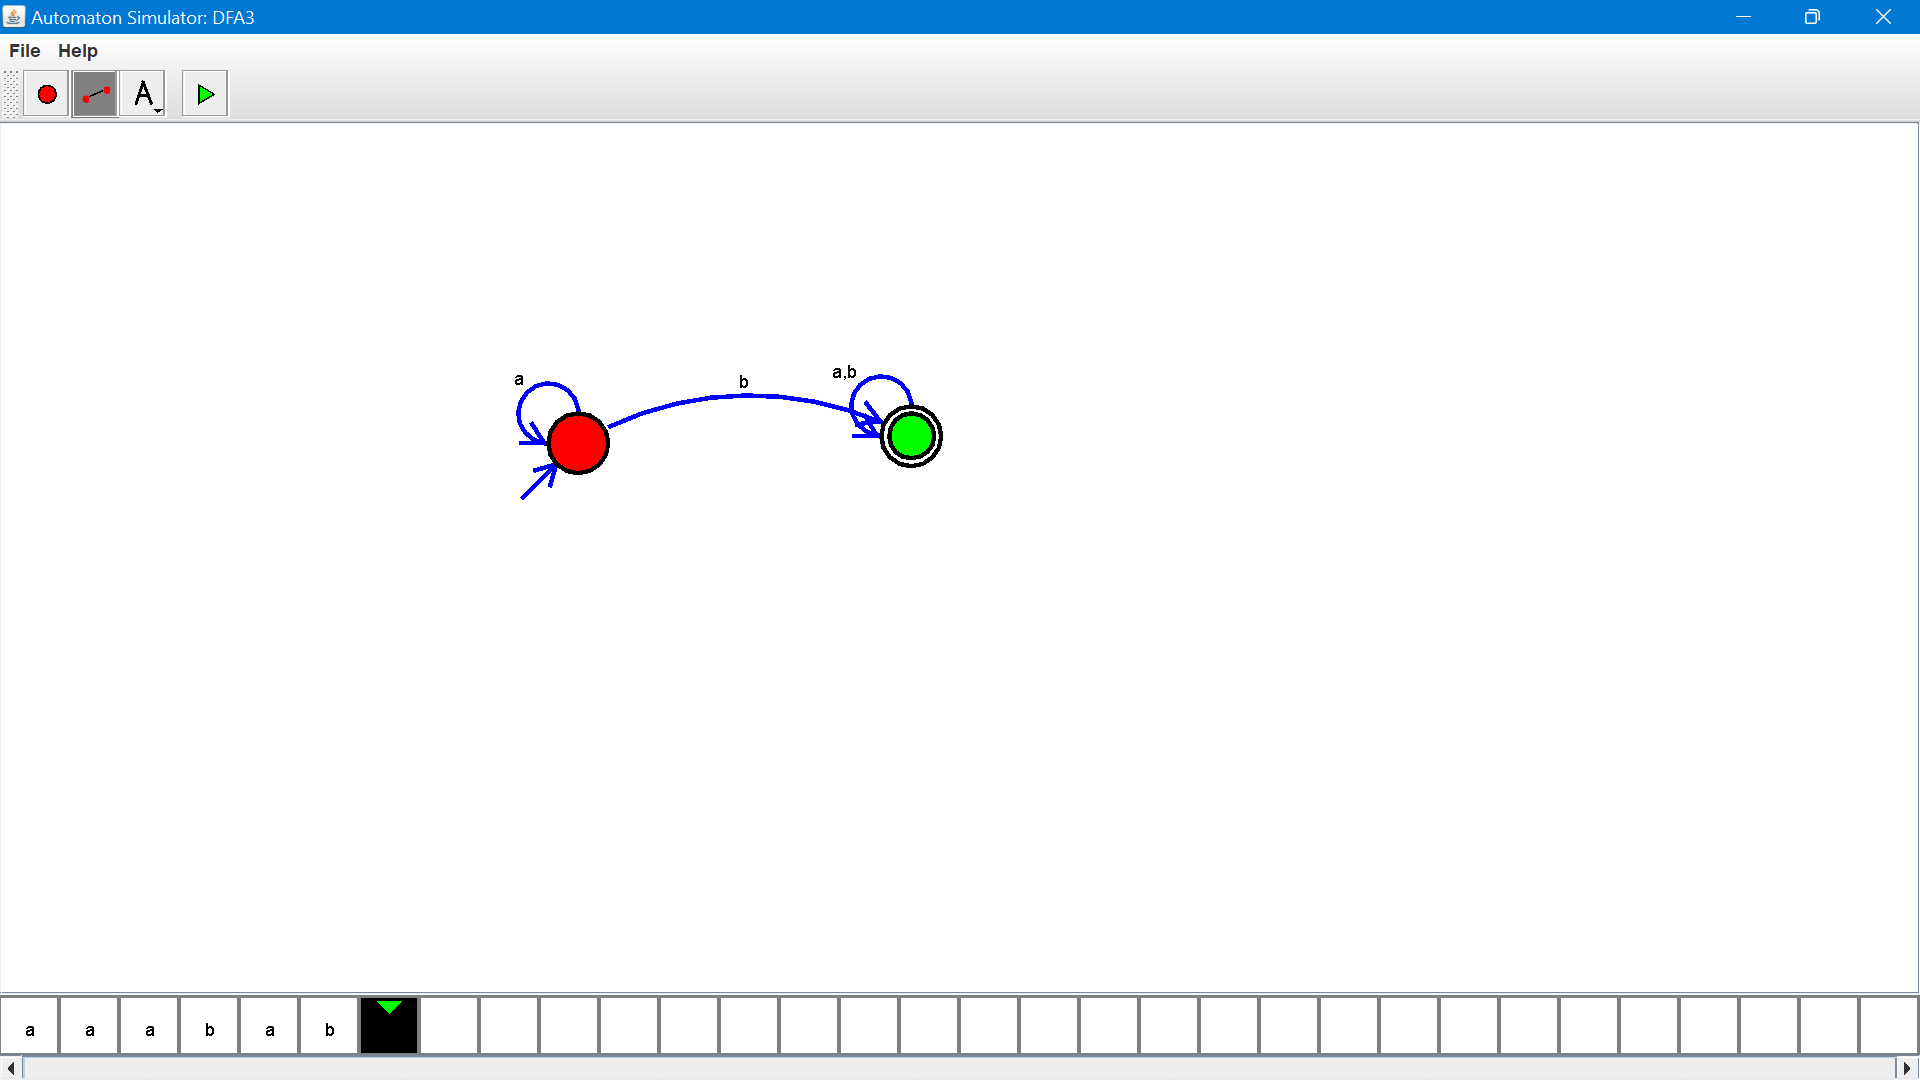 Automaton Simulator: DFA3
File Help
A
a b a,b
a a a b a b